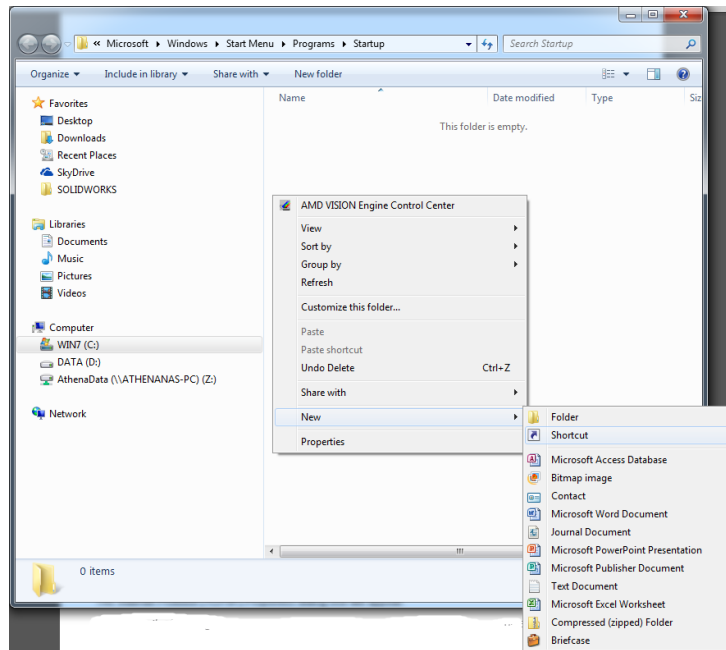 « Microsoft ▸ Windows ▸ Start Menu ▸ Programs ▸ Startup
Search Startup
Organize ▾ Include in library ▾ Share with ▾ New folder
Name Date modified Type Siz
This folder is empty.
Favorites
Desktop
Downloads
Recent Places
SkyDrive
SOLIDWORKS
Libraries
Documents
Music
Pictures
Videos
Computer
WIN7 (C:)
DATA (D:)
AthenaData (\\ATHENANAS-PC) (Z:)
Network
AMD VISION Engine Control Center
View
Sort by
Group by
Refresh
Customize this folder...
Paste
Paste shortcut
Undo Delete Ctrl+Z
Share with
New
Properties
Folder
Shortcut
Microsoft Access Database
Bitmap image
Contact
Microsoft Word Document
Journal Document
Microsoft PowerPoint Presentation
Microsoft Publisher Document
Text Document
Microsoft Excel Worksheet
Compressed (zipped) Folder
Briefcase
0 items